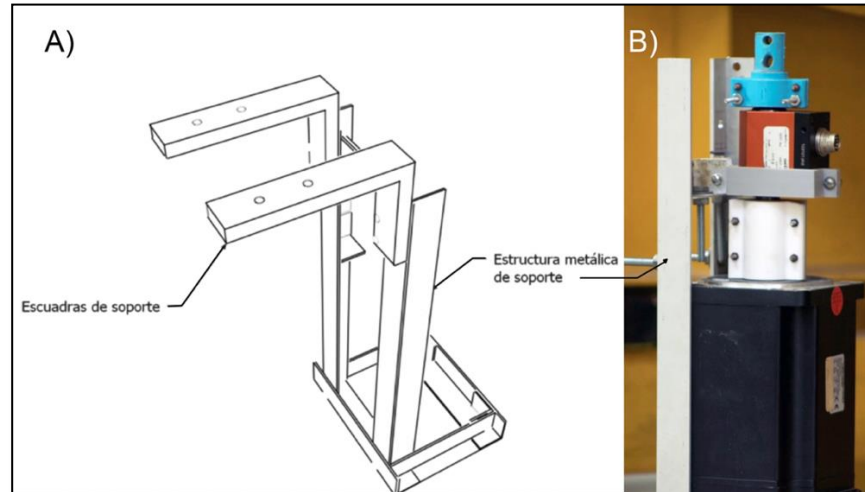 A)
B)
Estructura metálica
de soporte
Escuadras de soporte